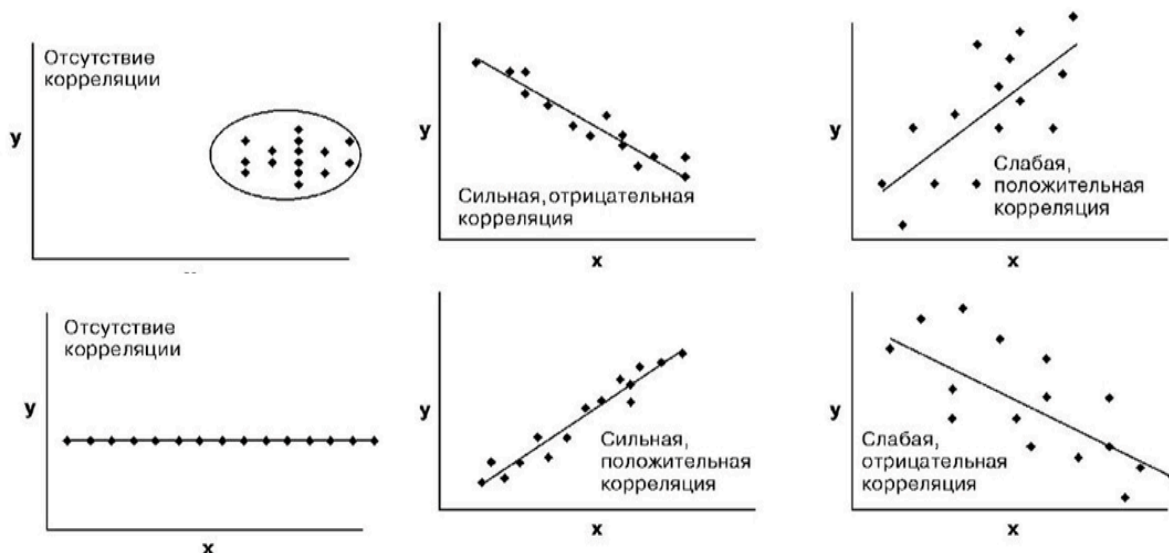 Отсутствие
корреляции
y
Сильная, отрицательная
корреляция
y
x
Слабая,
положительная
корреляция
y
x
Отсутствие
корреляции
y
x
Сильная,
положительная
корреляция
y
x
Слабая,
отрицательная
корреляция
y
x